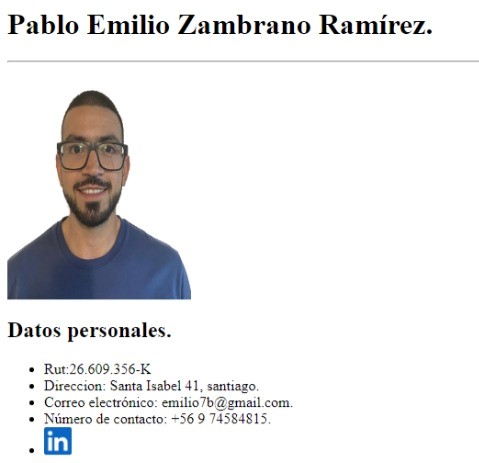 Pablo Emilio Zambrano Ramírez.
Datos personales.
Rut:26.609.356-K
Direccion: Santa Isabel 41, santiago.
Correo electrónico: emilio7b@gmail.com.
Número de contacto: +56 9 74584815.
in